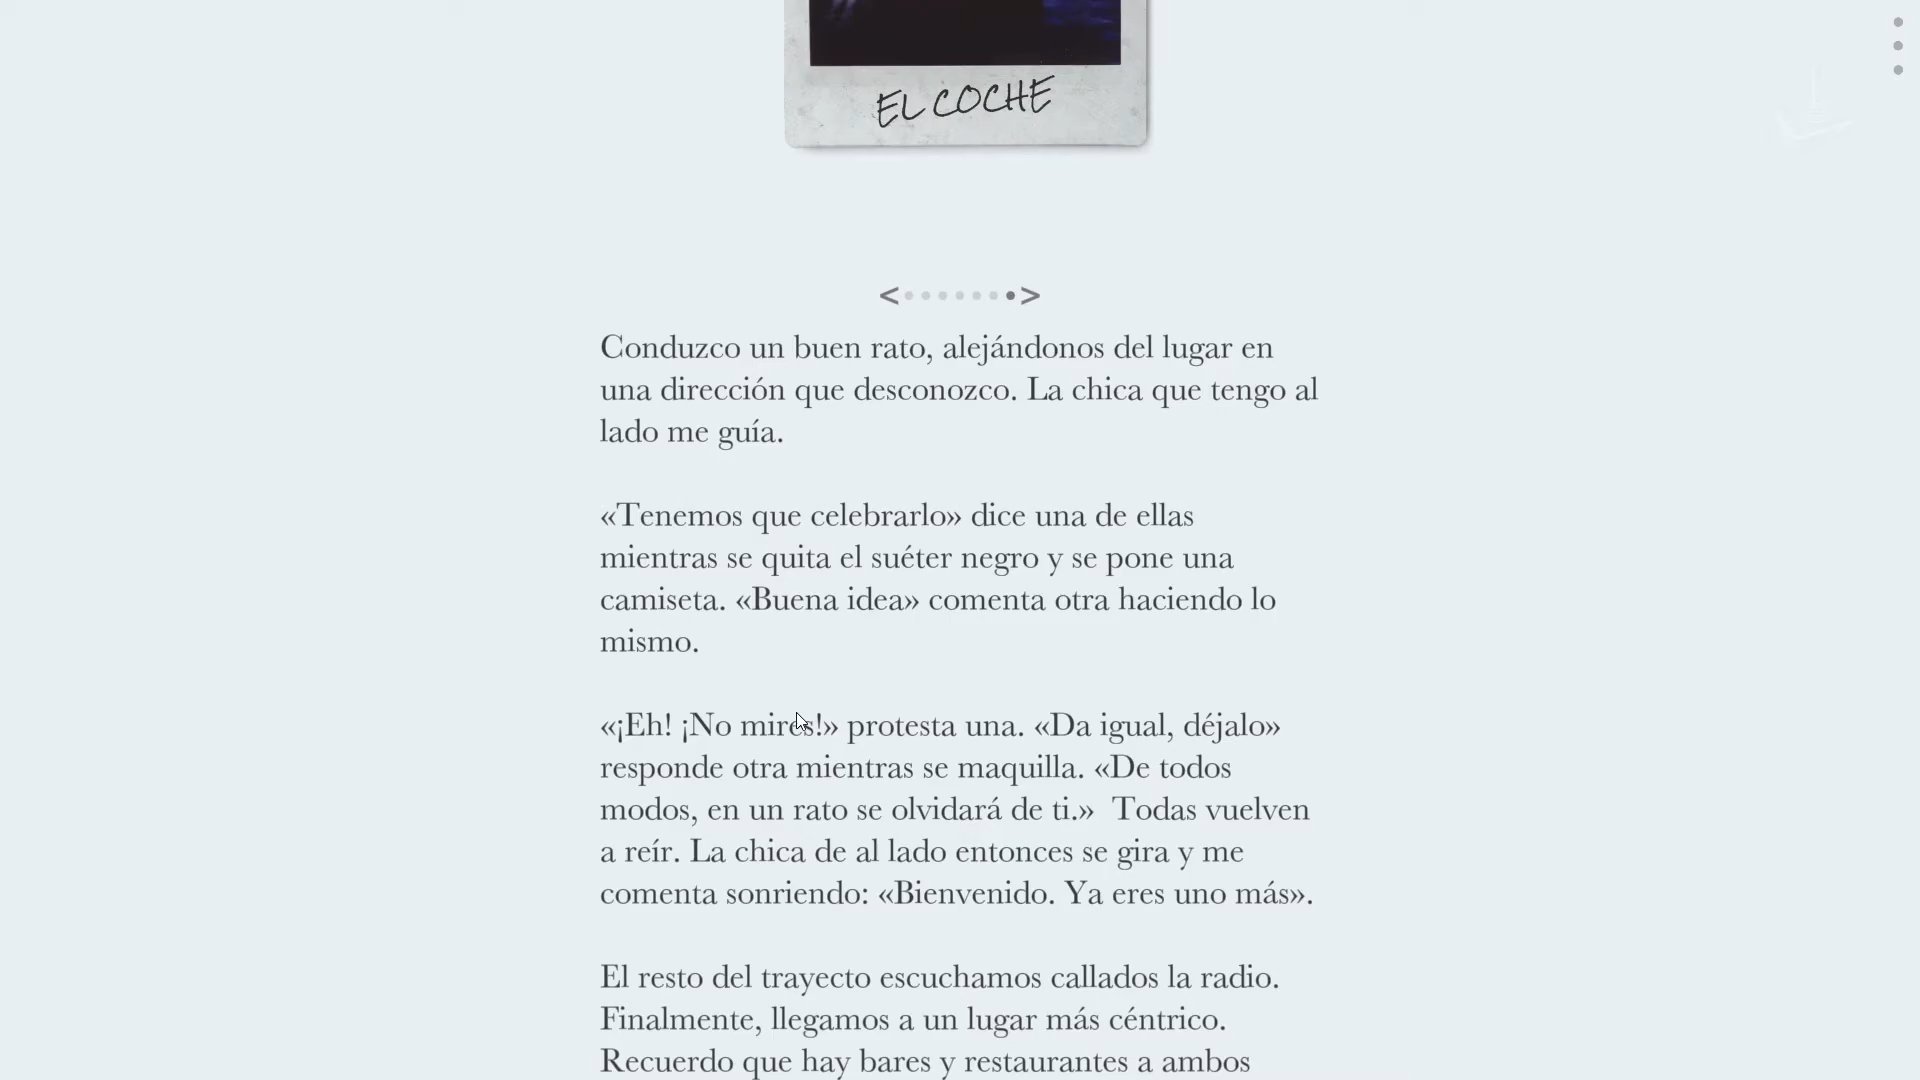 EL COCHE
Conduzco un buen rato, alejándonos del lugar en
una dirección que desconozco. La chica que tengo al
lado me guía.
«Tenemos que celebrarlo» dice una de ellas
mientras se quita el suéter negro y se pone una
camiseta. «Buena idea» comenta otra haciendo lo
mismo.
«¡Eh! ¡No mires!» protesta una. «Da igual, déjalo»
responde otra mientras se maquilla. «De todos
modos, en un rato se olvidará de ti.»  Todas vuelven
a reír. La chica de al lado entonces se gira y me
comenta sonriendo: «Bienvenido. Ya eres uno más».
El resto del trayecto escuchamos callados la radio.
Finalmente, llegamos a un lugar más céntrico.
Recuerdo que hay bares y restaurantes a ambos